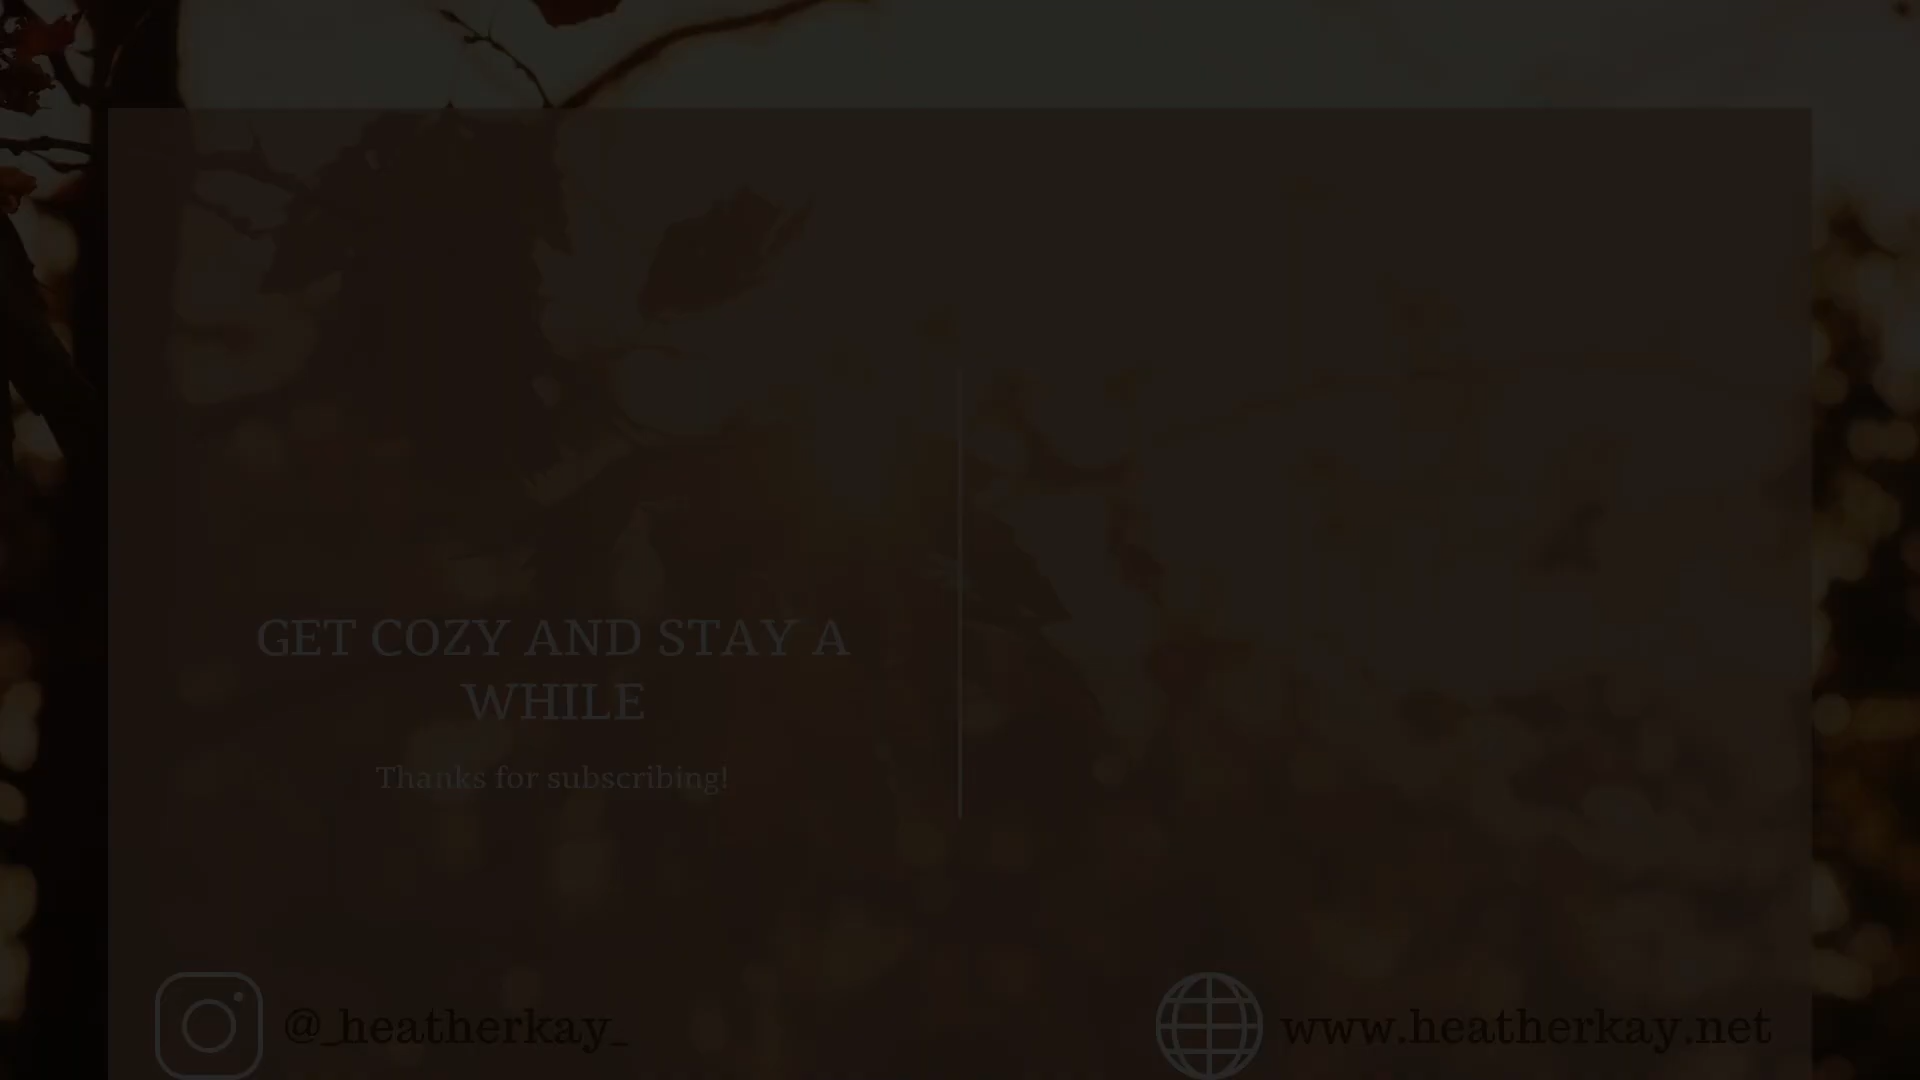 GET COZY AND STAY A
WHILE
Thanks for subscribing!
@_heatherkay_
www.heatherkay.net